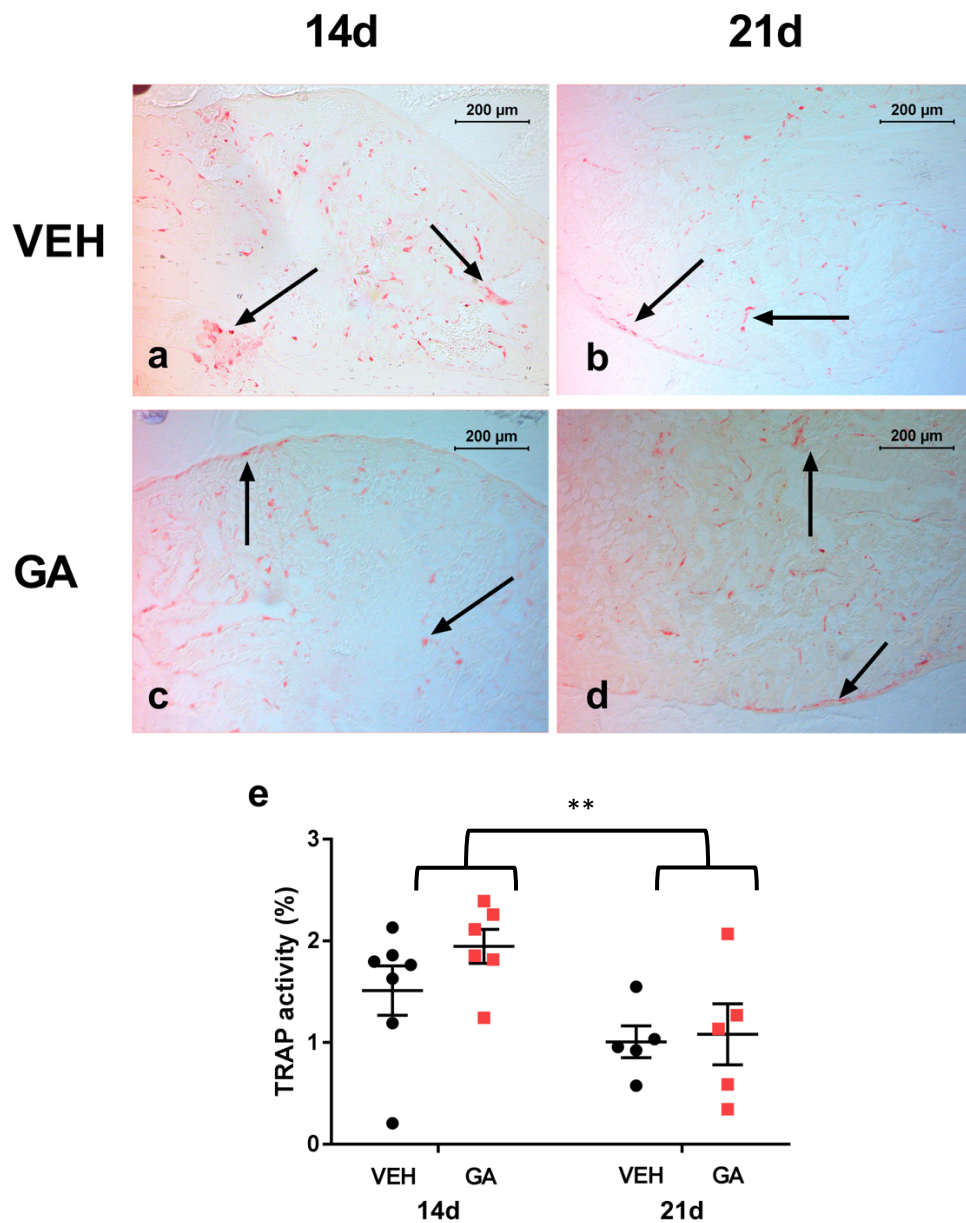 14d 21d
VEH
200 µm
a
200 µm
b
GA
200 µm
c
200 µm
d
e
**
TRAP activity (%)
3
2
1
0
VEH GA VEH GA
14d 21d